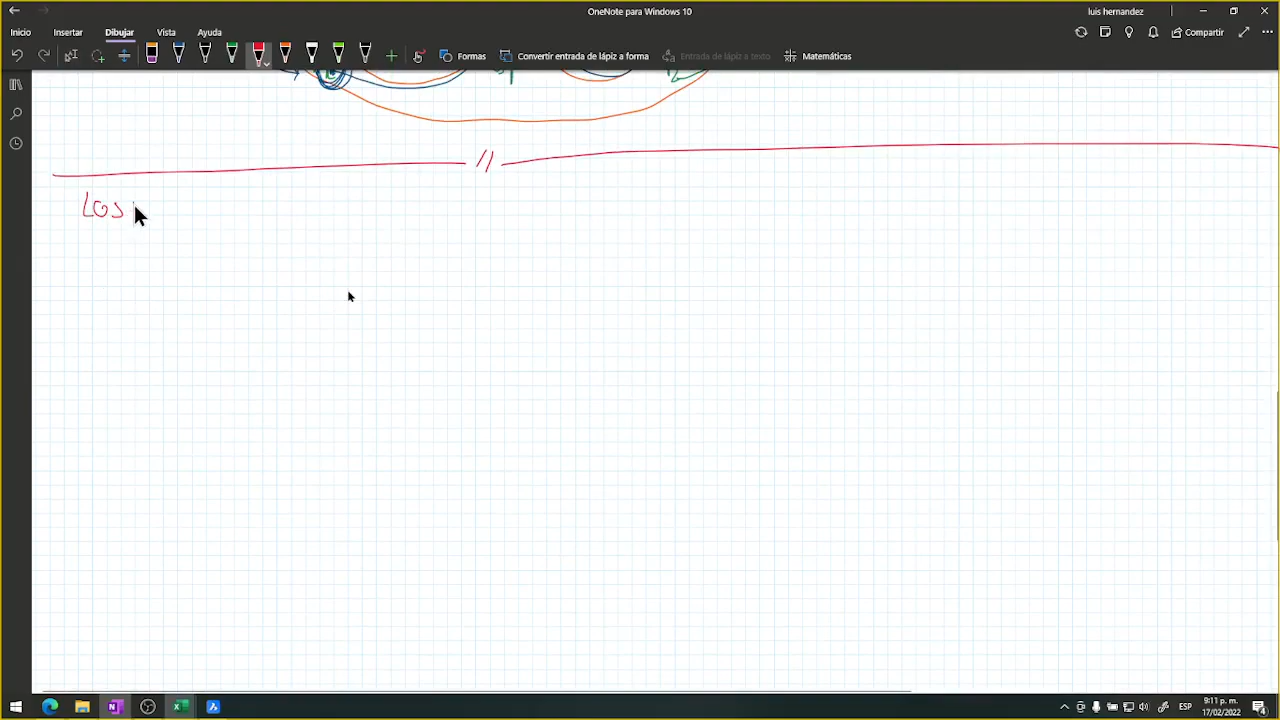 OneNote para Windows 10
luis hernandez
Inicio Insertar Dibujar Vista Ayuda
Compartir
Formas Convertir entrada de lápiz a forma Entrada de lápiz a texto Matemáticas
Los
ESP
9:11 p. m.
17/02/2022